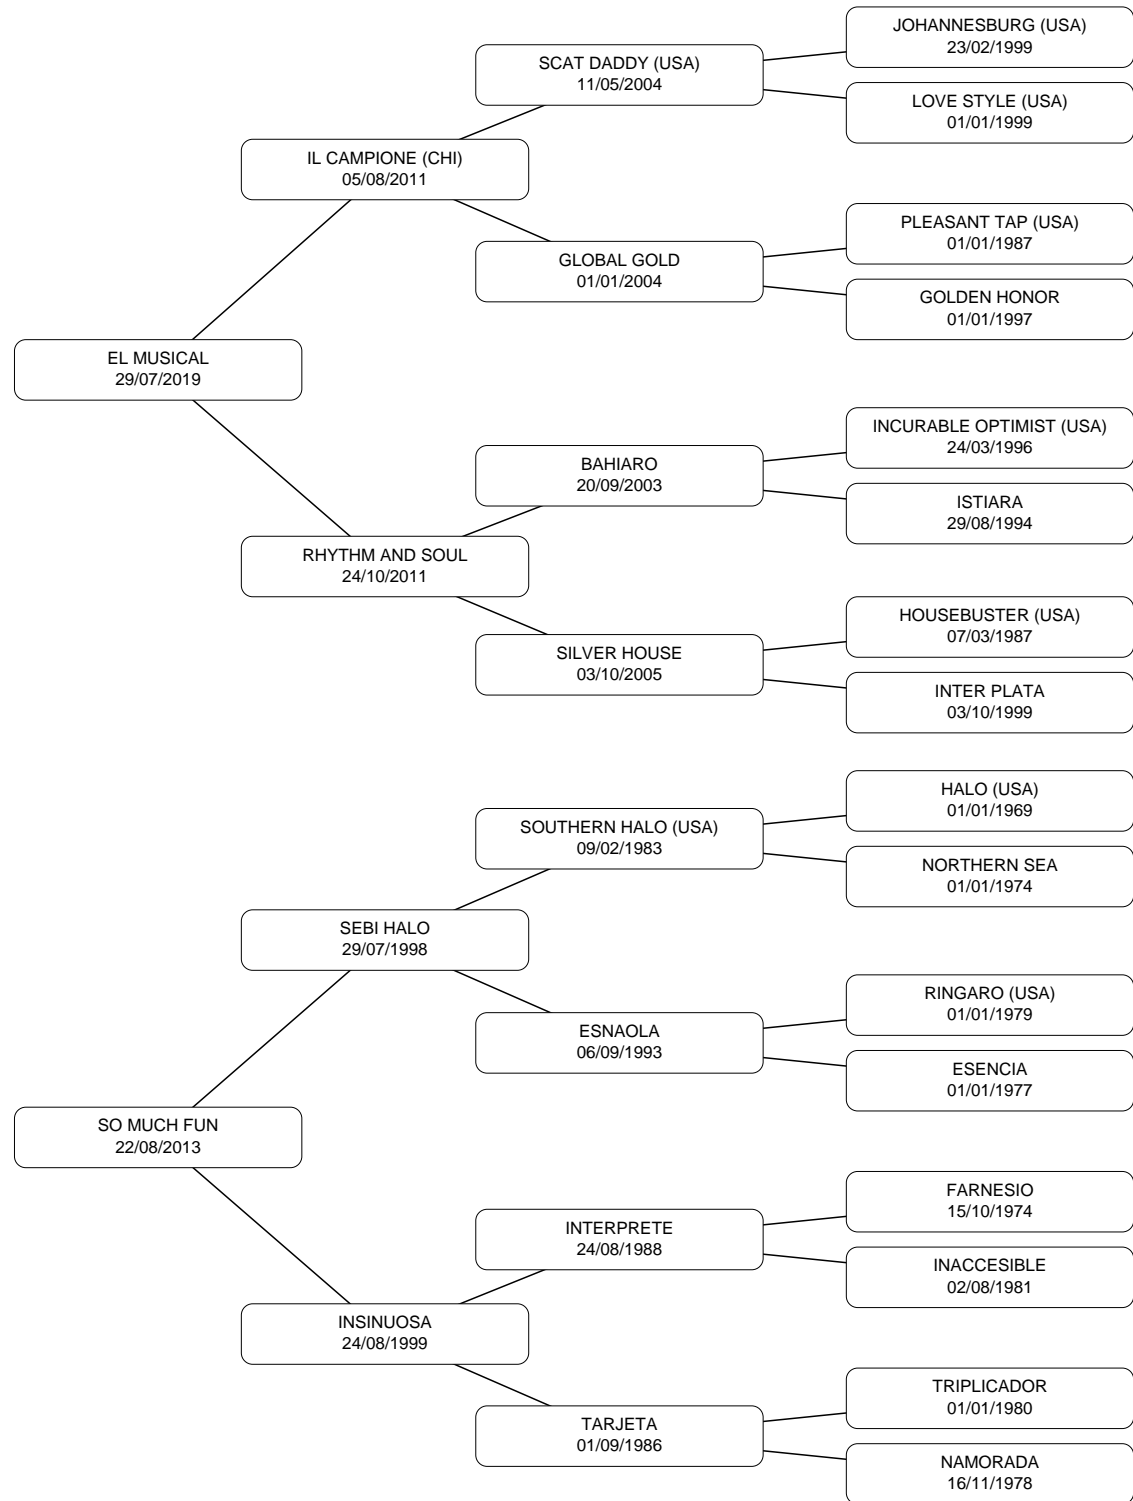 JOHANNESBURG (USA)
23/02/1999
SCAT DADDY (USA)
11/05/2004
LOVE STYLE (USA)
01/01/1999
IL CAMPIONE (CHI)
05/08/2011
PLEASANT TAP (USA)
01/01/1987
GLOBAL GOLD
01/01/2004
GOLDEN HONOR
01/01/1997
EL MUSICAL
29/07/2019
INCURABLE OPTIMIST (USA)
24/03/1996
BAHIARO
20/09/2003
ISTIARA
29/08/1994
RHYTHM AND SOUL
24/10/2011
HOUSEBUSTER (USA)
07/03/1987
SILVER HOUSE
03/10/2005
INTER PLATA
03/10/1999
HALO (USA)
01/01/1969
SOUTHERN HALO (USA)
09/02/1983
NORTHERN SEA
01/01/1974
SEBI HALO
29/07/1998
RINGARO (USA)
01/01/1979
ESNAOLA
06/09/1993
ESENCIA
01/01/1977
SO MUCH FUN
22/08/2013
FARNESIO
15/10/1974
INTERPRETE
24/08/1988
INACCESIBLE
02/08/1981
INSINUOSA
24/08/1999
TRIPLICADOR
01/01/1980
TARJETA
01/09/1986
NAMORADA
16/11/1978